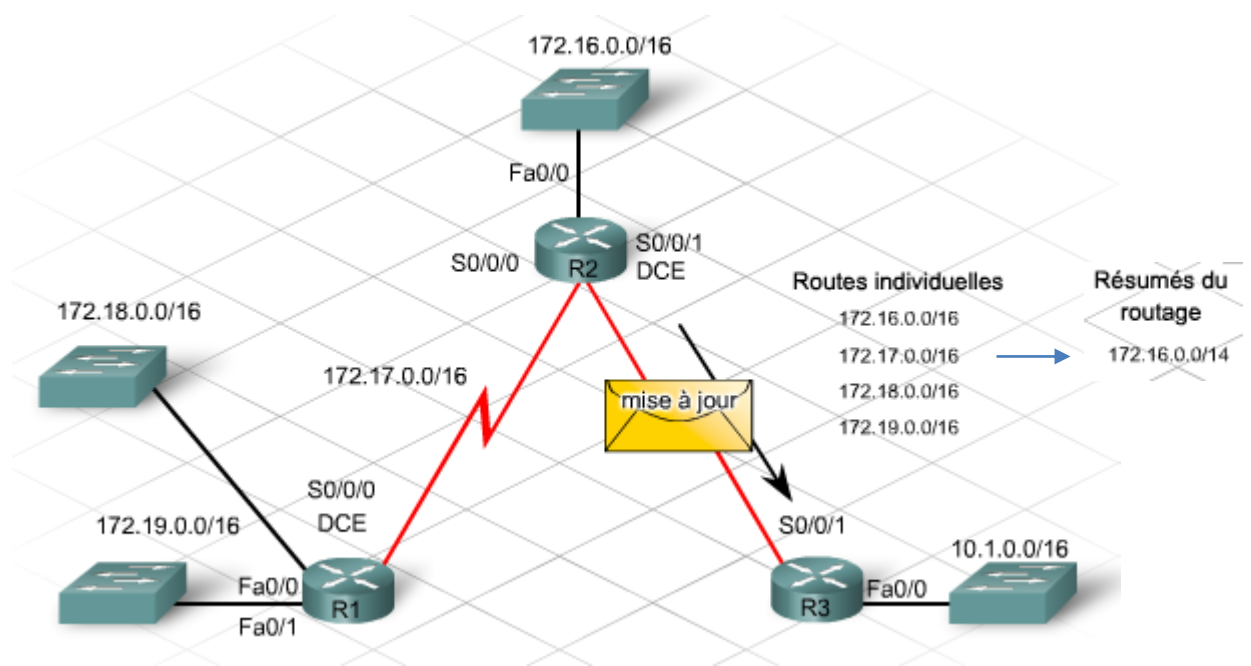 172.16.0.0/16
Fa0/0
S0/0/0
R2
S0/0/1
DCE
Routes individuelles
172.16.0.0/16
172.17.0.0/16
172.18.0.0/16
172.19.0.0/16
Résumés du
routage
172.16.0.0/14
172.18.0.0/16
172.17.0.0/16
mise à jour
S0/0/0
DCE
172.19.0.0/16
Fa0/0
Fa0/1
R1
S0/0/1
R3
Fa0/0
10.1.0.0/16